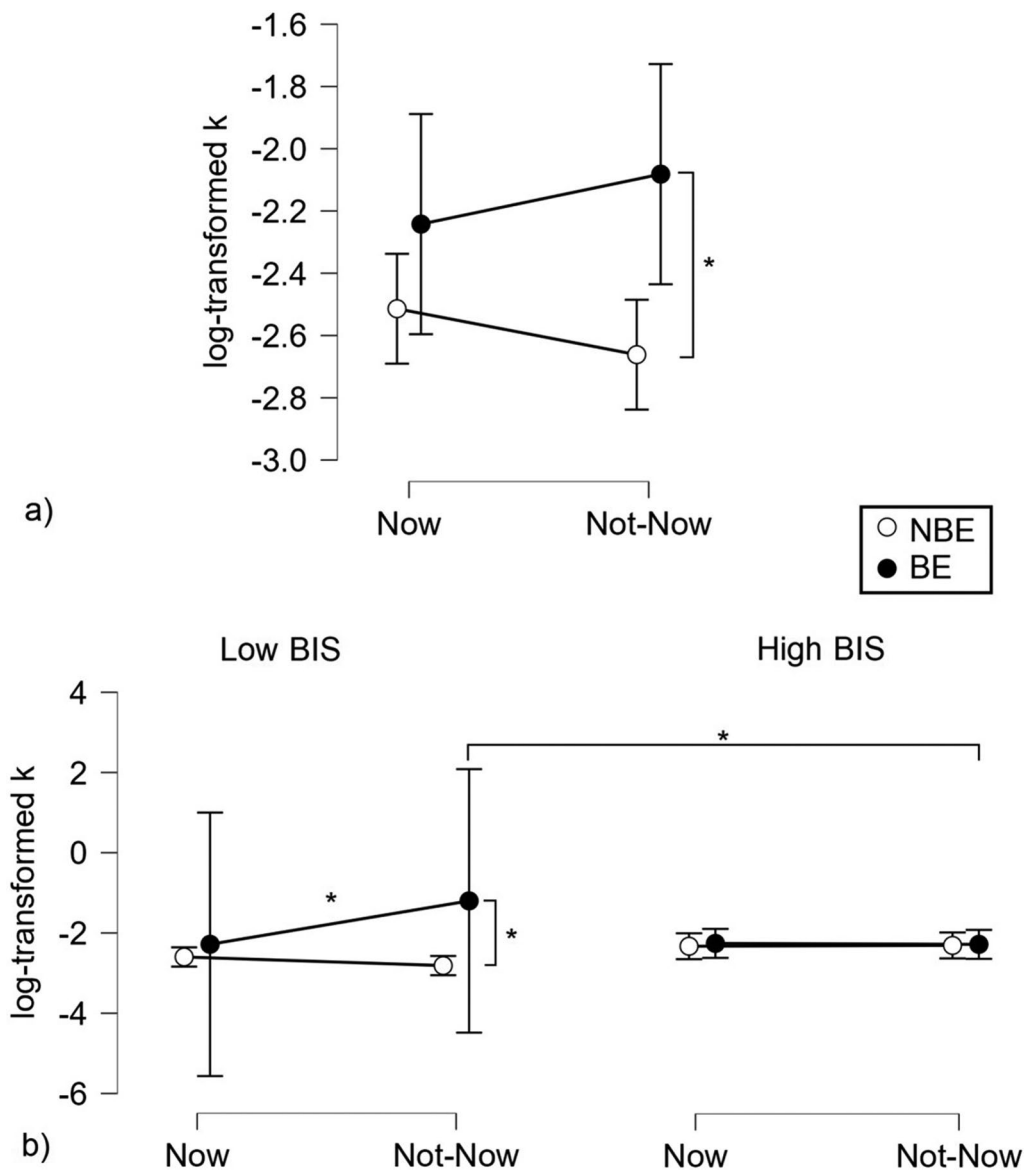 -1.6
-1.8
-2.0
-2.2
-2.4
-2.6
-2.8
-3.0
log-transformed k
*
Now Not-Now
a)
NBE
BE
Low BIS High BIS
4
2
0
-2
-4
-6
log-transformed k
*
*
*
Now Not-Now Now Not-Now
b)